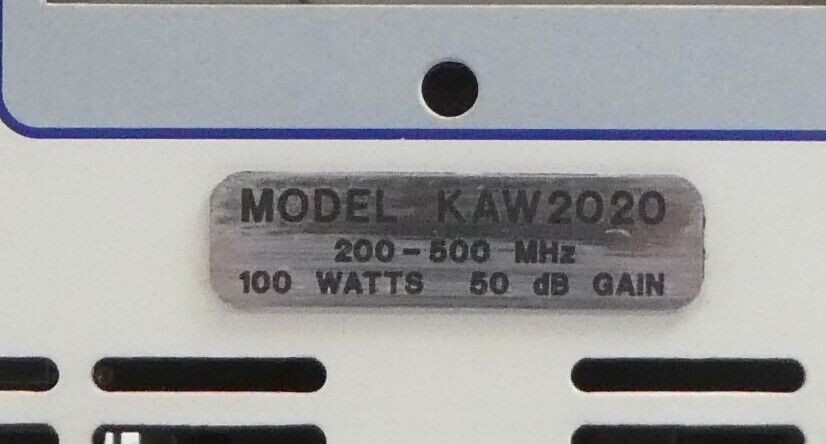 MODEL KAW2020
200-500 MHz
100 WATTS 50 dB GAIN